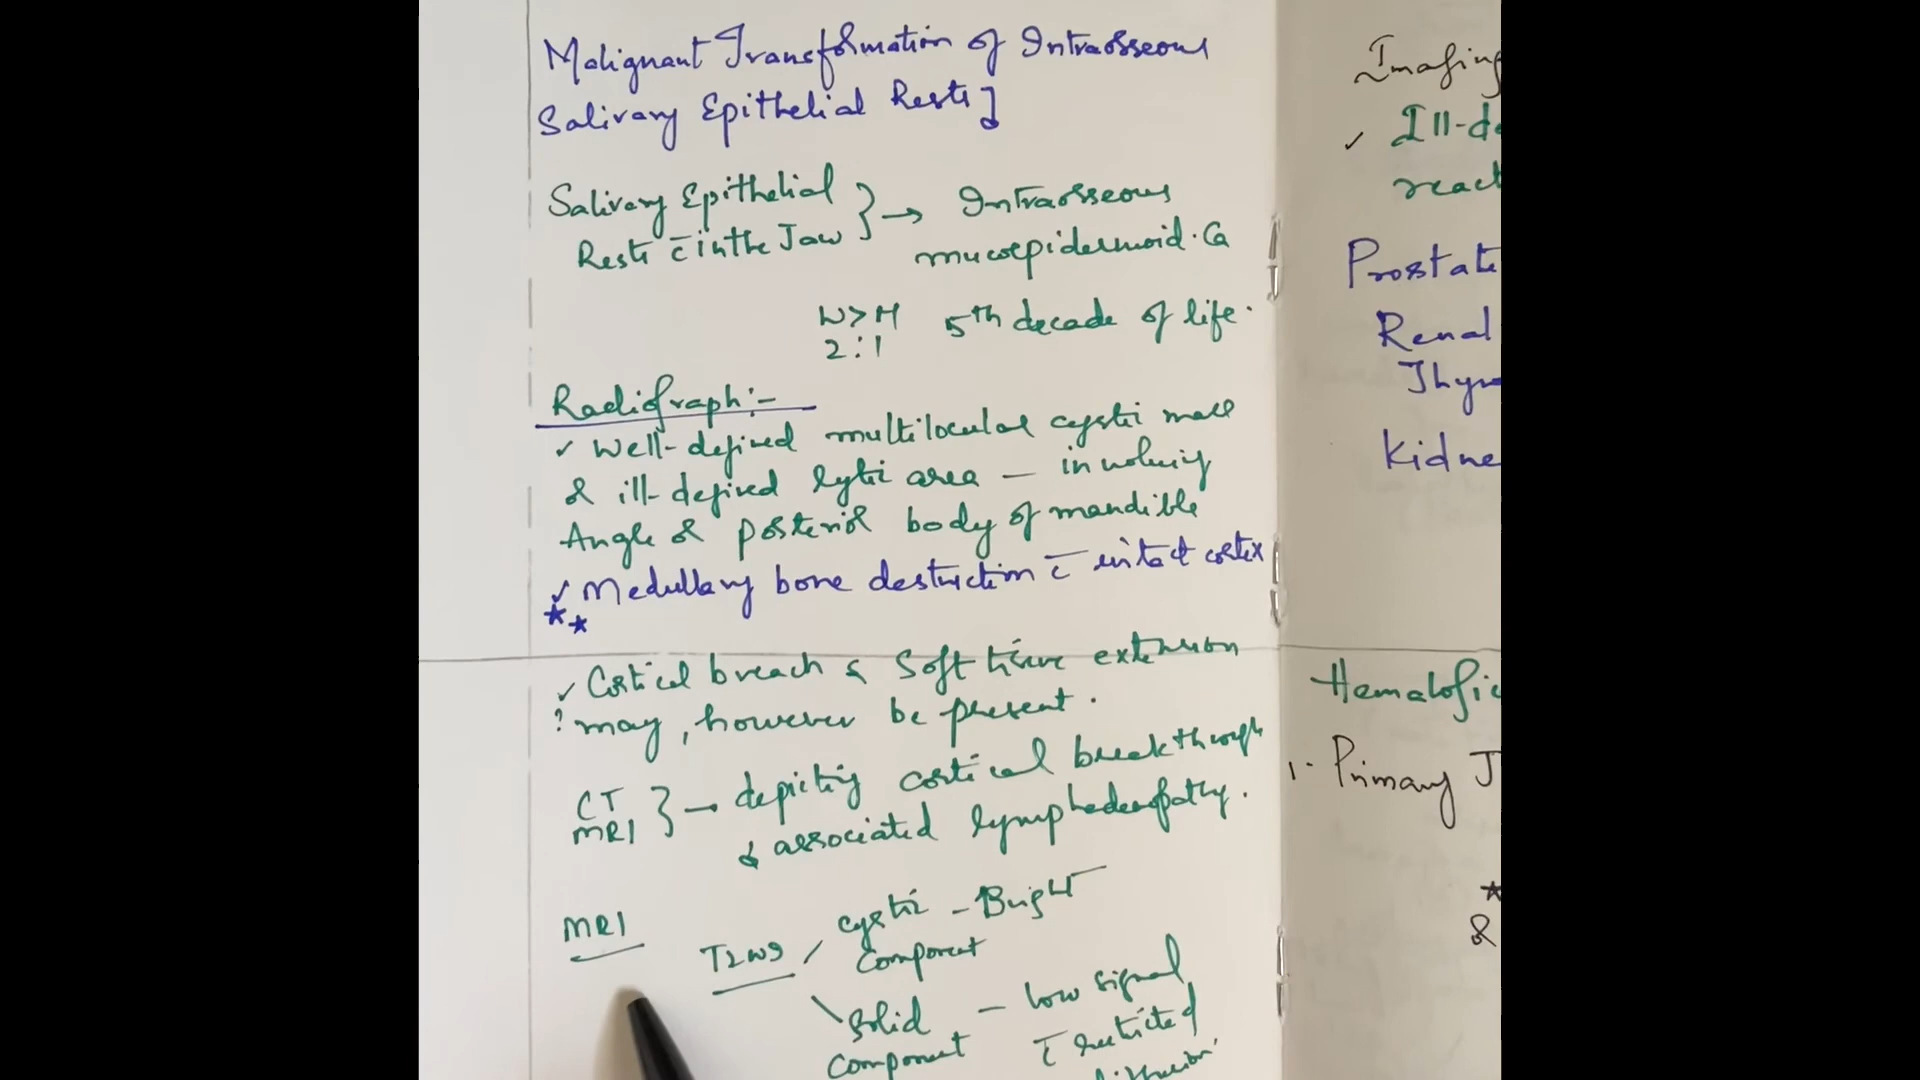 Malignant Transformation of Intraosseous
Salivary Epithelial Rests]
Salivary Epithelial
Rests c̄ in the Jaw } → Intraosseous
mucoepidermoid. Ca
W>M 5th decade of life.
2:1
Radiograph:-
✓ Well-defined multilocular cystic mass
& ill-defined lytic area — involving
Angle & posterior body of mandible
✓ Medullary bone destruction c̄ intact cortex
★★
✓ Cortical breach & Soft tissue extension
? may, however be present.
CT
MRI } → depicting cortical breakthrough
& associated lymphadenopathy.
MRI
T2WS / cystic - Bright
component
\ Solid - low signal
component c̄ restricted
diffusion.
Imaging
✓ Ill-de
react
Prostate
Renal
Thyro
Kidne
Hematologic
1. Primary J
★
&